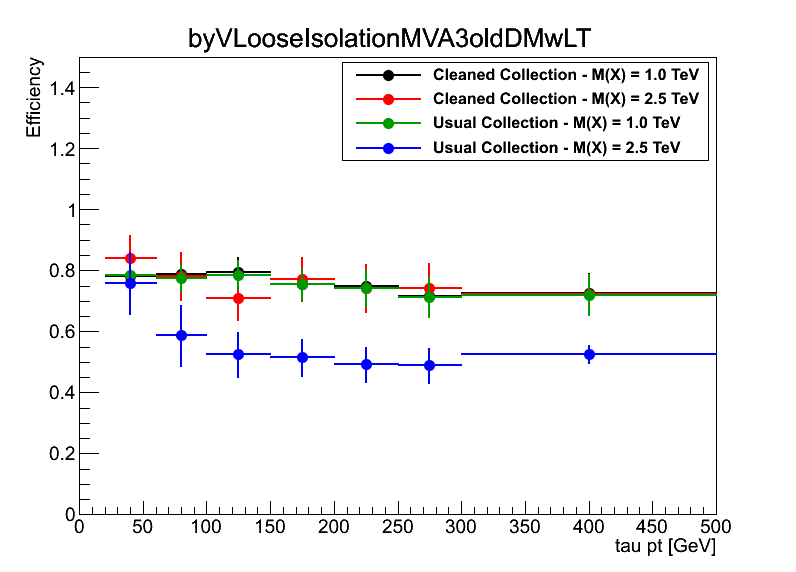 byVLooseIsolationMVA3oldDMwLT
Efficiency
Cleaned Collection - M(X) = 1.0 TeV
Cleaned Collection - M(X) = 2.5 TeV
Usual Collection - M(X) = 1.0 TeV
Usual Collection - M(X) = 2.5 TeV
1.4
1.2
1
0.8
0.6
0.4
0.2
0
0 50 100 150 200 250 300 350 400 450 500
tau pt [GeV]